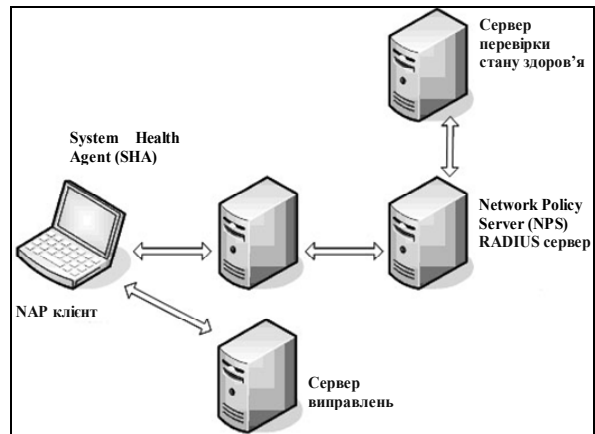 Сервер
перевірки
стану здоров’я
System Health
Agent (SHA)
Network Policy
Server (NPS)
RADIUS сервер
NAP клієнт
Сервер
виправлень